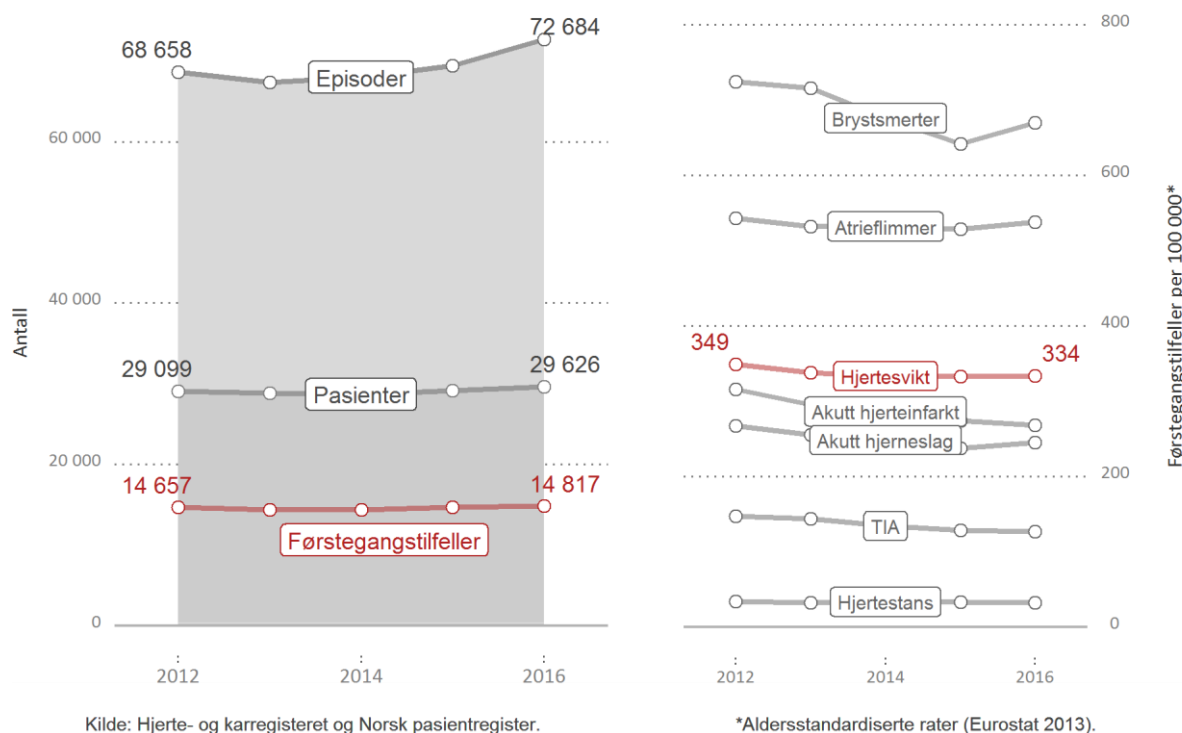 72 684
68 658
Episoder
60 000
40 000
Antall
29 099
29 626
Pasienter
20 000
14 657
14 817
Førstegangstilfeller
0
2012
2014
2016
Kilde: Hjerte- og karregisteret og Norsk pasientregister.
800
Brystsmerter
600
Atrieflimmer
Førstegangstilfeller per 100 000*
400
349
334
Hjertesvikt
Akutt hjerteinfarkt
Akutt hjerneslag
200
TIA
Hjertestans
0
2012
2014
2016
*Aldersstandardiserte rater (Eurostat 2013).